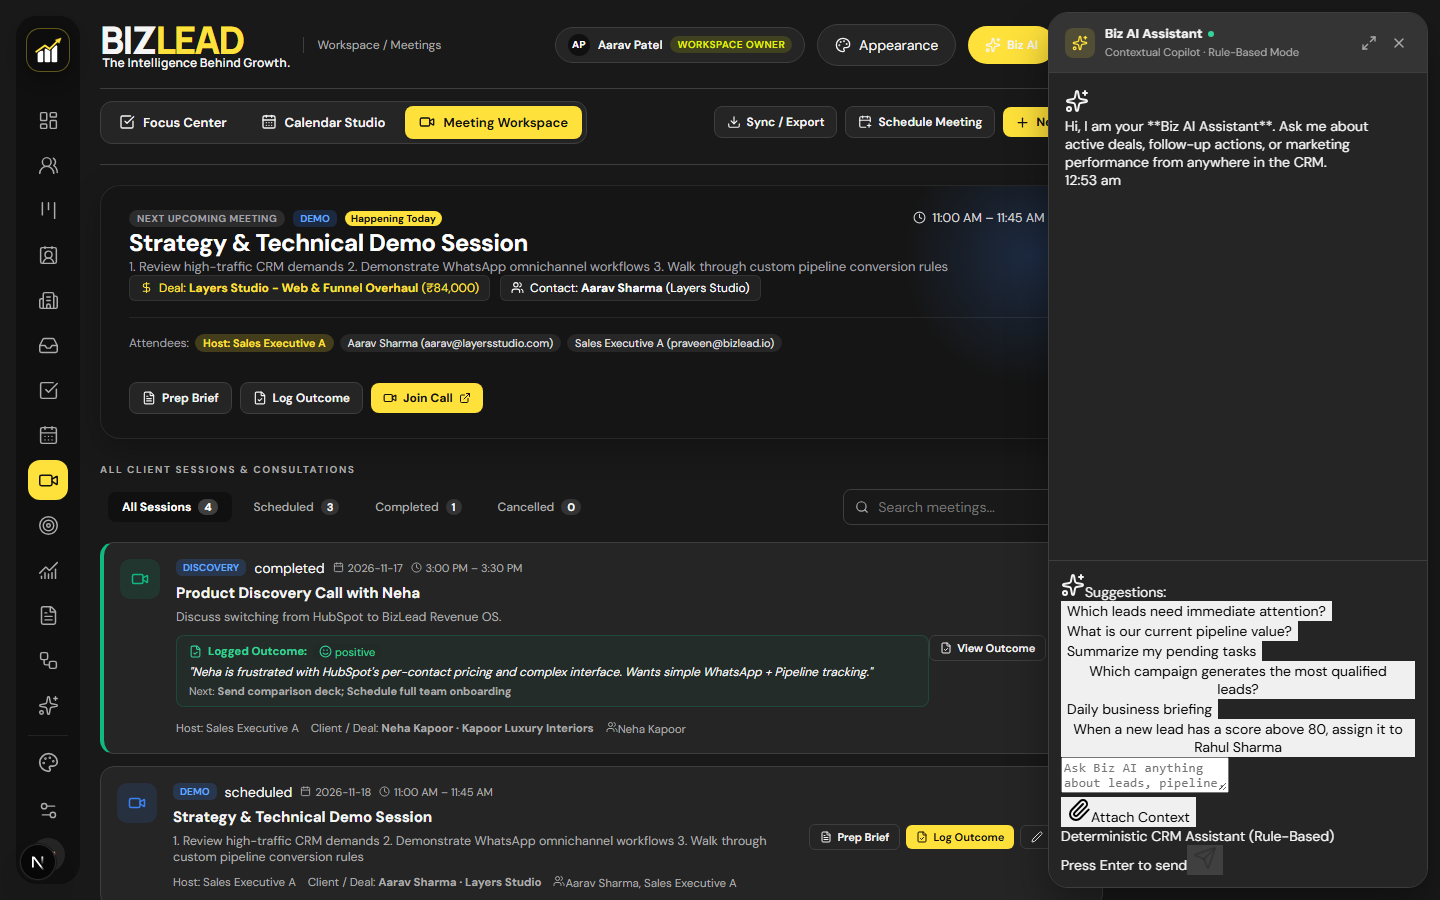 BIZLEAD
The Intelligence Behind Growth.
Workspace / Meetings
AP Aarav Patel WORKSPACE OWNER
Appearance
Biz AI
Focus Center
Calendar Studio
Meeting Workspace
Sync / Export
Schedule Meeting
NEXT UPCOMING MEETING DEMO Happening Today
11:00 AM – 11:45 AM
Strategy & Technical Demo Session
1. Review high-traffic CRM demands 2. Demonstrate WhatsApp omnichannel workflows 3. Walk through custom pipeline conversion rules
$ Deal: Layers Studio - Web & Funnel Overhaul (₹84,000)
Contact: Aarav Sharma (Layers Studio)
Attendees: Host: Sales Executive A Aarav Sharma (aarav@layersstudio.com) Sales Executive A (praveen@bizlead.io)
Prep Brief
Log Outcome
Join Call
ALL CLIENT SESSIONS & CONSULTATIONS
All Sessions 4
Scheduled 3
Completed 1
Cancelled 0
Search meetings...
DISCOVERY completed 2026-11-17 3:00 PM – 3:30 PM
Product Discovery Call with Neha
Discuss switching from HubSpot to BizLead Revenue OS.
Logged Outcome: positive
"Neha is frustrated with HubSpot's per-contact pricing and complex interface. Wants simple WhatsApp + Pipeline tracking."
Next: Send comparison deck; Schedule full team onboarding
View Outcome
Host: Sales Executive A Client / Deal: Neha Kapoor · Kapoor Luxury Interiors Neha Kapoor
DEMO scheduled 2026-11-18 11:00 AM – 11:45 AM
Strategy & Technical Demo Session
1. Review high-traffic CRM demands 2. Demonstrate WhatsApp omnichannel workflows 3. Walk through
custom pipeline conversion rules
Prep Brief
Log Outcome
Host: Sales Executive A Client / Deal: Aarav Sharma · Layers Studio Aarav Sharma, Sales Executive A
N
Biz AI Assistant
Contextual Copilot · Rule-Based Mode
Hi, I am your **Biz AI Assistant**. Ask me about
active deals, follow-up actions, or marketing
performance from anywhere in the CRM.
12:53 am
Suggestions:
Which leads need immediate attention?
What is our current pipeline value?
Summarize my pending tasks
Which campaign generates the most qualified
leads?
Daily business briefing
When a new lead has a score above 80, assign it to
Rahul Sharma
Ask Biz AI anything
about leads, pipeline,
Attach Context
Deterministic CRM Assistant (Rule-Based)
Press Enter to send